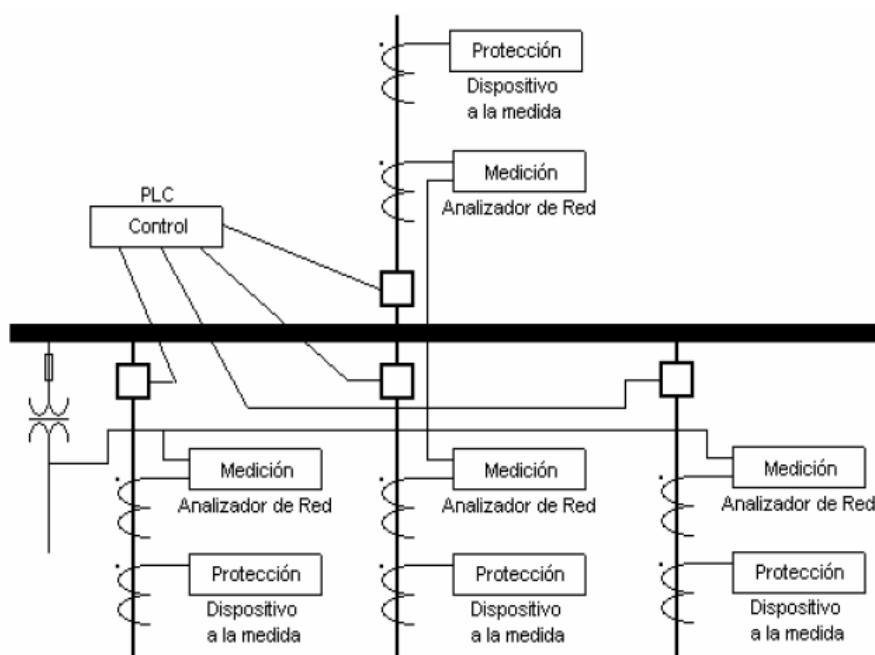 Protección
Dispositivo
a la medida
Medición
Analizador de Red
PLC
Control
Medición
Analizador de Red
Protección
Dispositivo
a la medida
Medición
Analizador de Red
Protección
Dispositivo
a la medida
Medición
Analizador de Red
Protección
Dispositivo
a la medida